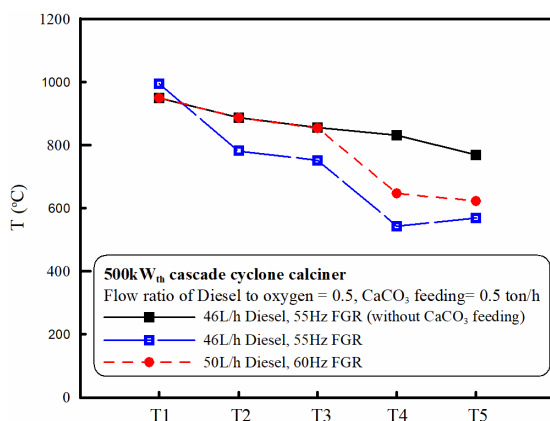 1200
1000
800
600
400
200
0
T (°C)
500kWth cascade cyclone calciner
Flow ratio of Diesel to oxygen = 0.5, CaCO3 feeding= 0.5 ton/h
46L/h Diesel, 55Hz FGR (without CaCO3 feeding)
46L/h Diesel, 55Hz FGR
50L/h Diesel, 60Hz FGR
T1 T2 T3 T4 T5